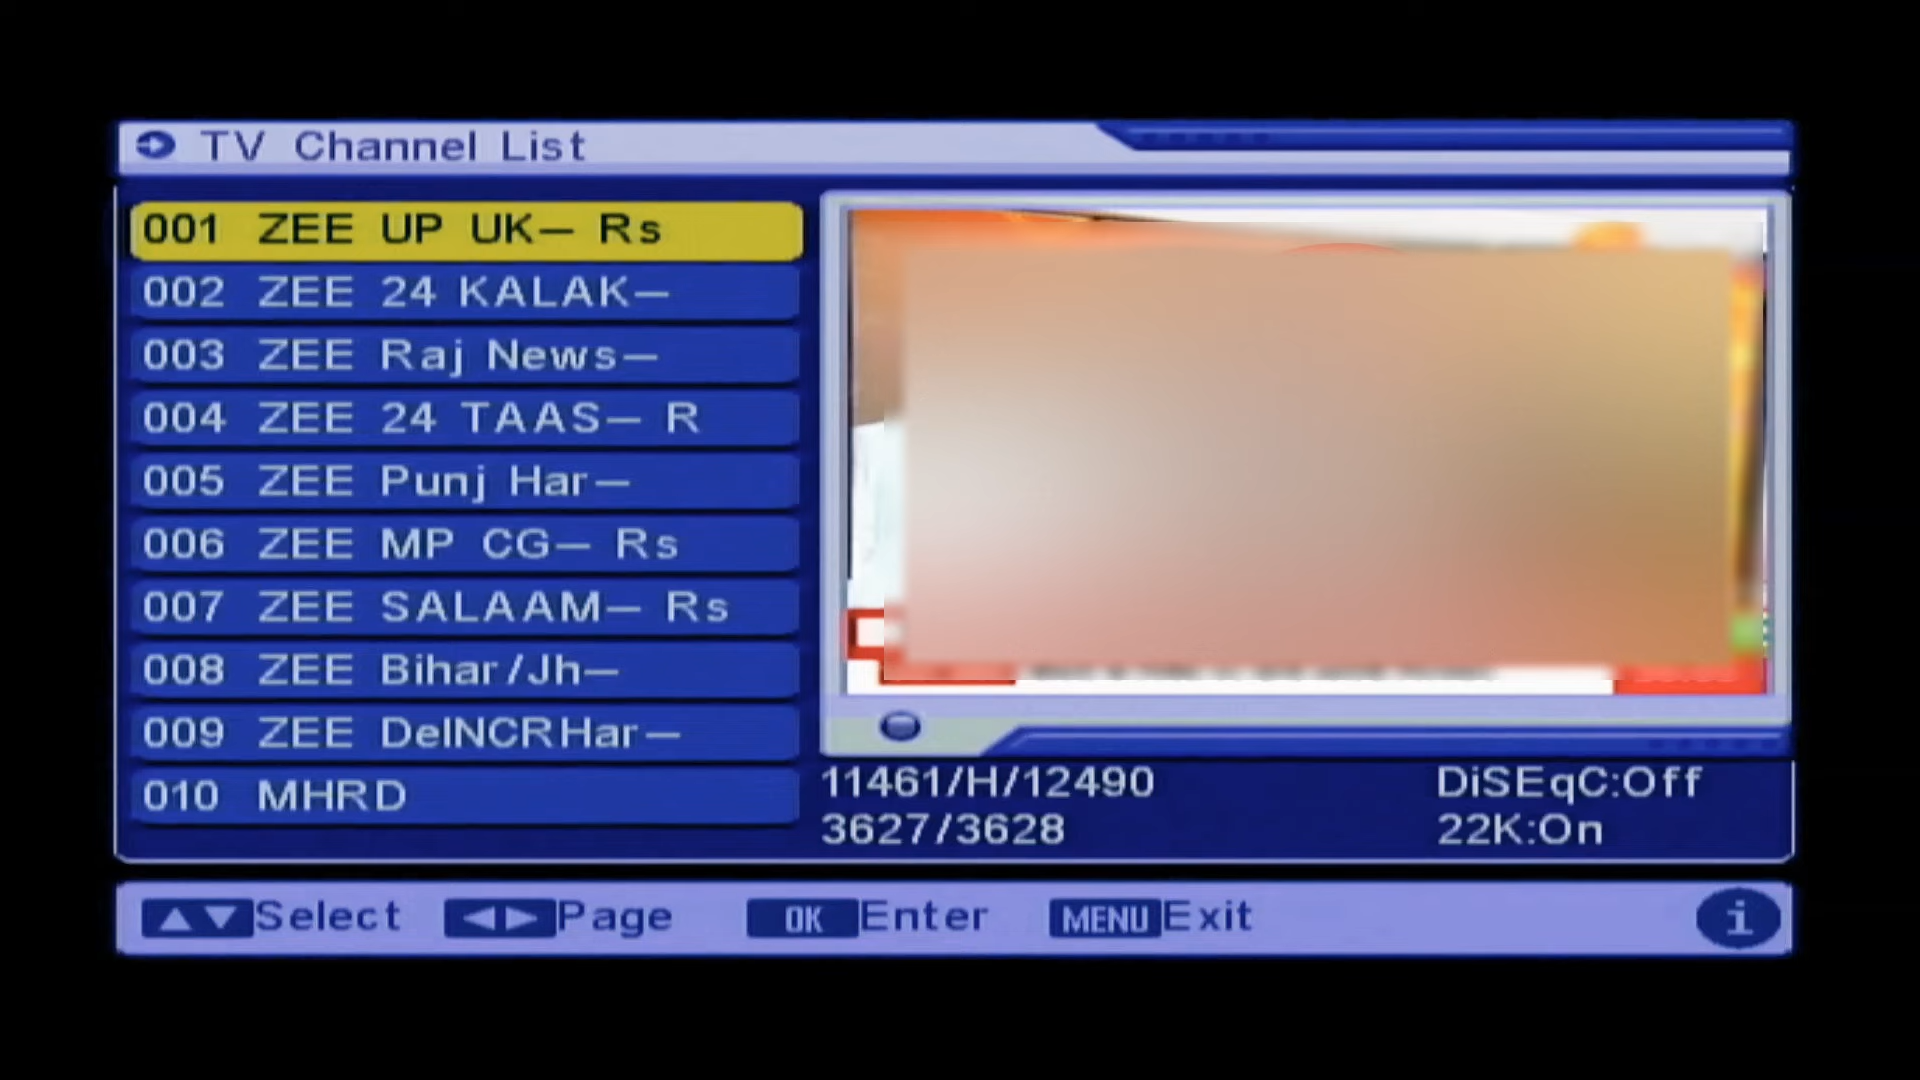 TV Channel List
001 ZEE UP UK– Rs
002 ZEE 24 KALAK–
003 ZEE Raj News–
004 ZEE 24 TAAS– R
005 ZEE Punj Har–
006 ZEE MP CG– Rs
007 ZEE SALAAM– Rs
008 ZEE Bihar/Jh–
009 ZEE DelNCRHar–
010 MHRD
11461/H/12490 DiSEqC:Off
3627/3628 22K:On
Select Page OK Enter MENU Exit i